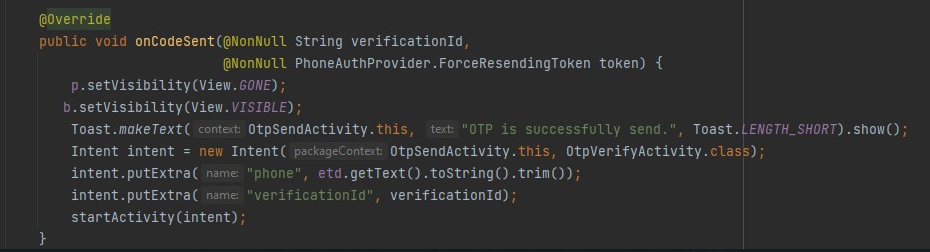 @Override
public void onCodeSent(@NonNull String verificationId,
@NonNull PhoneAuthProvider.ForceResendingToken token) {
p.setVisibility(View.GONE);
b.setVisibility(View.VISIBLE);
Toast.makeText( context: OtpSendActivity.this, text: "OTP is successfully send.", Toast.LENGTH_SHORT).show();
Intent intent = new Intent( packageContext: OtpSendActivity.this, OtpVerifyActivity.class);
intent.putExtra( name: "phone", etd.getText().toString().trim());
intent.putExtra( name: "verificationId", verificationId);
startActivity(intent);
}